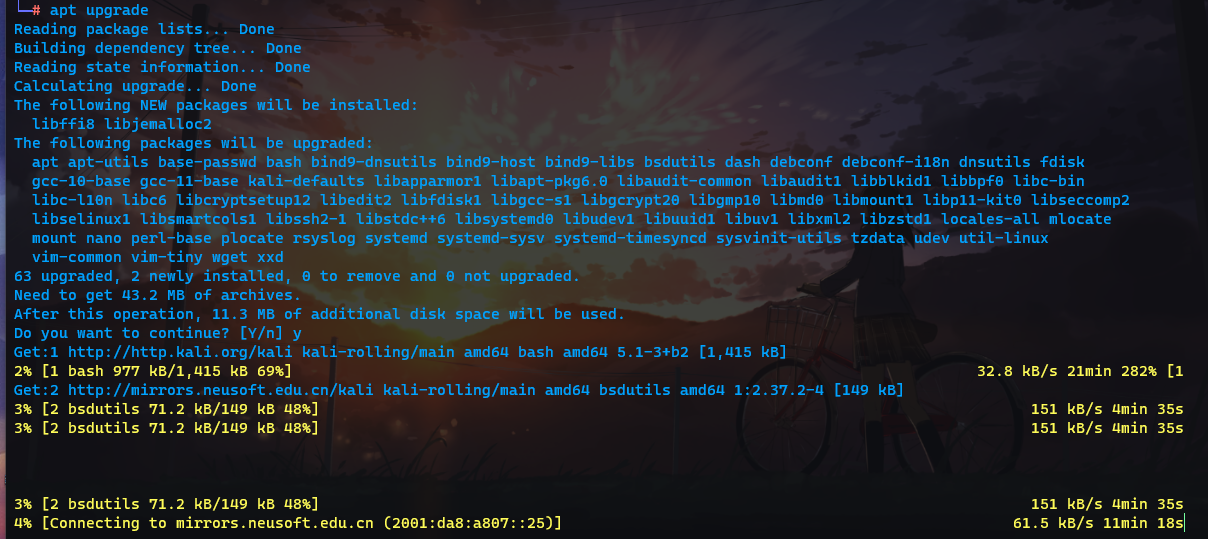 └─# apt upgrade
Reading package lists... Done
Building dependency tree... Done
Reading state information... Done
Calculating upgrade... Done
The following NEW packages will be installed:
  libffi8 libjemalloc2
The following packages will be upgraded:
  apt apt-utils base-passwd bash bind9-dnsutils bind9-host bind9-libs bsdutils dash debconf debconf-i18n dnsutils fdisk
  gcc-10-base gcc-11-base kali-defaults libapparmor1 libapt-pkg6.0 libaudit-common libaudit1 libblkid1 libbpf0 libc-bin
  libc-l10n libc6 libcryptsetup12 libedit2 libfdisk1 libgcc-s1 libgcrypt20 libgmp10 libmd0 libmount1 libp11-kit0 libseccomp2
  libselinux1 libsmartcols1 libssh2-1 libstdc++6 libsystemd0 libudev1 libuuid1 libuv1 libxml2 libzstd1 locales-all mlocate
  mount nano perl-base plocate rsyslog systemd systemd-sysv systemd-timesyncd sysvinit-utils tzdata udev util-linux
  vim-common vim-tiny wget xxd
63 upgraded, 2 newly installed, 0 to remove and 0 not upgraded.
Need to get 43.2 MB of archives.
After this operation, 11.3 MB of additional disk space will be used.
Do you want to continue? [Y/n] y
Get:1 http://http.kali.org/kali kali-rolling/main amd64 bash amd64 5.1-3+b2 [1,415 kB]
2% [1 bash 977 kB/1,415 kB 69%] 32.8 kB/s 21min 282% [1
Get:2 http://mirrors.neusoft.edu.cn/kali kali-rolling/main amd64 bsdutils amd64 1:2.37.2-4 [149 kB]
3% [2 bsdutils 71.2 kB/149 kB 48%] 151 kB/s 4min 35s
3% [2 bsdutils 71.2 kB/149 kB 48%] 151 kB/s 4min 35s
3% [2 bsdutils 71.2 kB/149 kB 48%] 151 kB/s 4min 35s
4% [Connecting to mirrors.neusoft.edu.cn (2001:da8:a807::25)] 61.5 kB/s 11min 18s